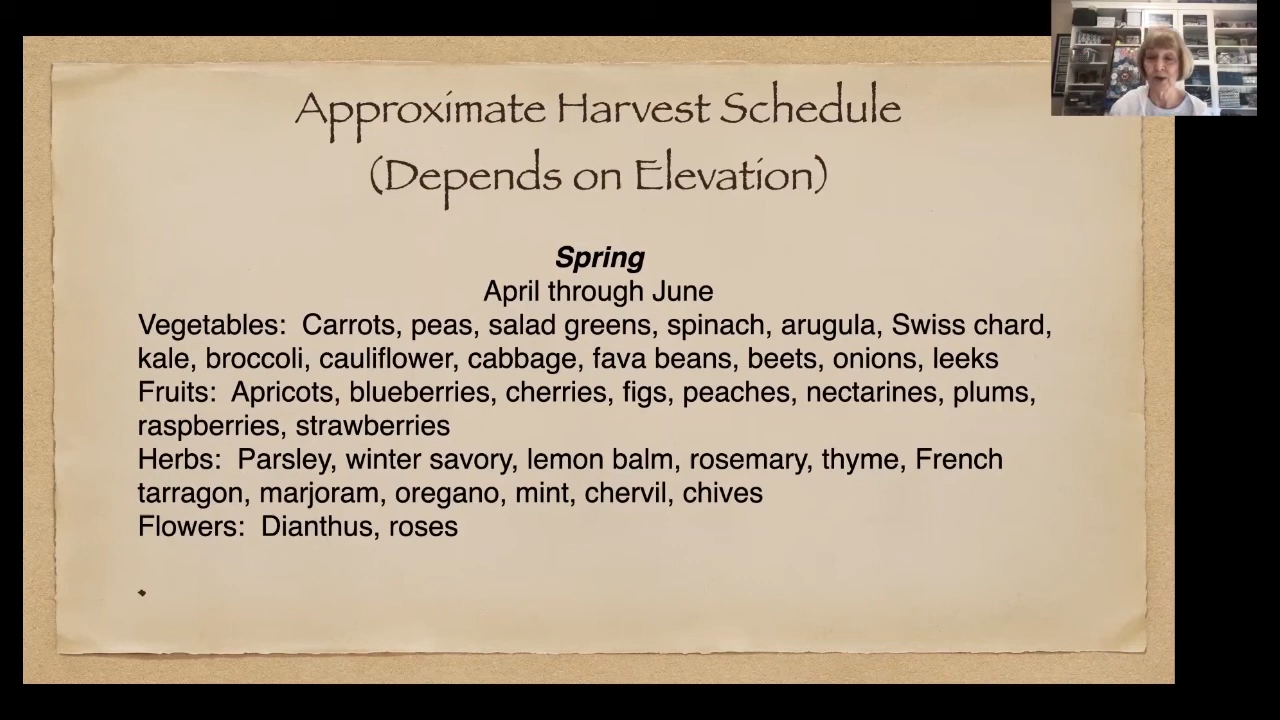 Approximate Harvest Schedule
(Depends on Elevation)
Spring
April through June
Vegetables: Carrots, peas, salad greens, spinach, arugula, Swiss chard,
kale, broccoli, cauliflower, cabbage, fava beans, beets, onions, leeks
Fruits: Apricots, blueberries, cherries, figs, peaches, nectarines, plums,
raspberries, strawberries
Herbs: Parsley, winter savory, lemon balm, rosemary, thyme, French
tarragon, marjoram, oregano, mint, chervil, chives
Flowers: Dianthus, roses